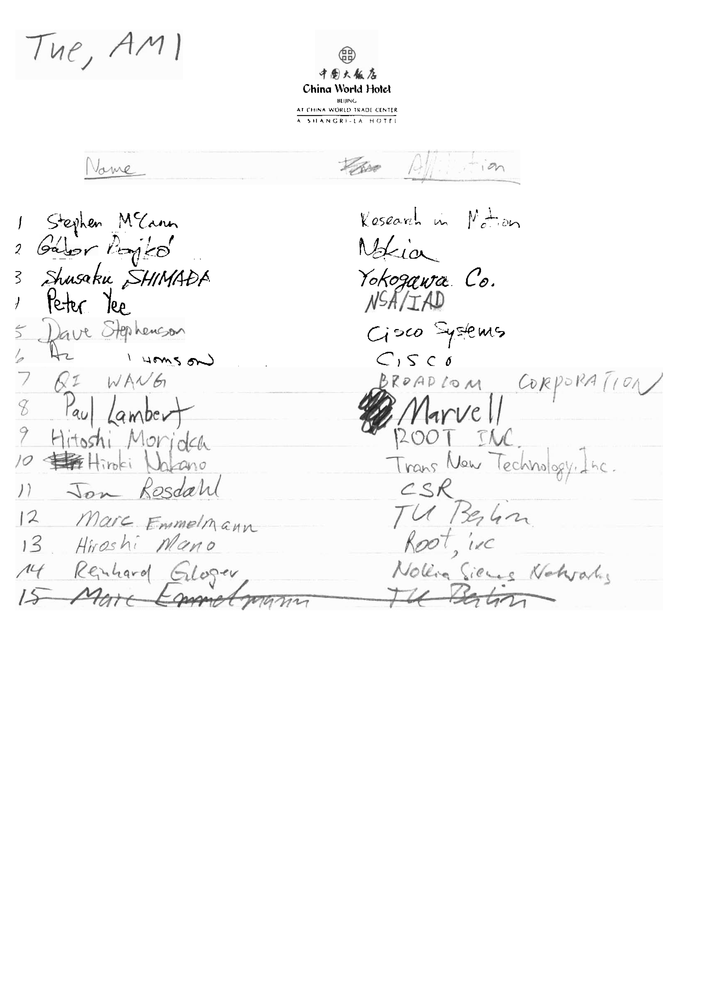 Tue, AM1
中國大飯店
China World Hotel
BEIJING
AT CHINA WORLD TRADE CENTER
A SHANGRI-LA HOTEL
Name Affiliation
1 Stephen McCann Research in Motion
2 Gábor Bajkó Nokia
3 Shusaku SHIMADA Yokogawa Co.
Peter Yee NSA/IAD
5 Dave Stephenson Cisco Systems
6 CISCO
7 QI WANG BROADCOM CORPORATION
8 Paul Lambert Marvell
9 Hitoshi Morioka ROOT INC.
10 Hiroki Nakano Trans New Technology, Inc.
11 Jon Rosdahl CSR
12 Marc Emmelmann TU Berlin
13 Hiroshi Mano Root, inc
14 Reinhard Gloger Nokia Siemens Networks
15 Marc Emmelmann TU Berlin